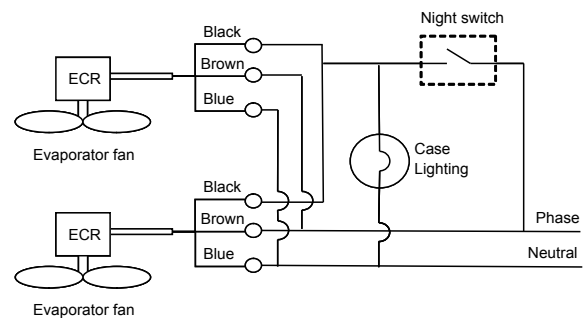 Night switch
Black
Brown
Blue
ECR
Evaporator fan
Case
Lighting
Black
Brown
Blue
ECR
Evaporator fan
Phase
Neutral